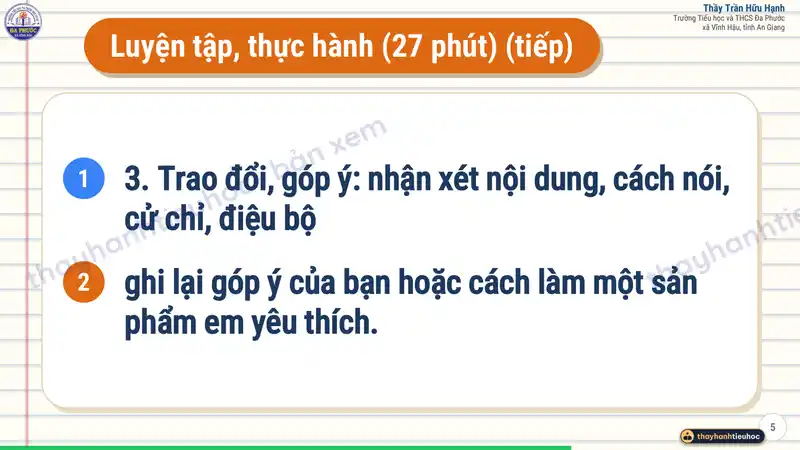 Thầy Trần Hữu Hạnh
Trường Tiểu học và THCS Đa Phước
xã Vĩnh Hậu, tỉnh An Giang
ĐA PHƯỚC
Luyện tập, thực hành (27 phút) (tiếp)
1
3. Trao đổi, góp ý: nhận xét nội dung, cách nói,
cử chỉ, điệu bộ
2
ghi lại góp ý của bạn hoặc cách làm một sản
phẩm em yêu thích.
5
thayhanhtieuhoc